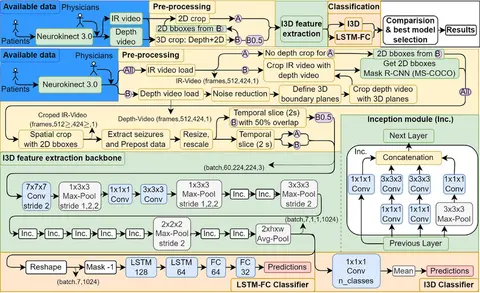 Available data
Physicians
Patients
Neurokinect 3.0
IR video
Depth video
Pre-processing
2D crop
A
2D bboxes from B
3D crop: Depth+2D
B
B0.5
I3D feature extraction
Classification
I3D
LSTM-FC
Comparision & best model selection
Results
Available data
Physicians
Patients
Neurokinect 3.0
Pre-processing
All
IR video load
No depth crop for A
B
Crop IR video with depth video
2D bboxes from B
Get 2D bboxes
Mask R-CNN (MS-COCO)
All
IR-Video (frames,512,424,1)
B
Depth video load
Noise reduction
Define 3D boundary planes
Crop depth video with 3D planes
Croped IR-Video
(frames,512≥,424≥,1)
Depth-Video (frames,512,424,1)
Spatial crop with 2D bboxes
Extract seizures and Prepost data
Resize, rescale
Temporal slice (2s) with 50% overlap
B0.5
A
B
Temporal slice (2 s)
A
B
I3D feature extraction backbone
(batch,60,224,224,3)
7x7x7 Conv stride 2
1x3x3 Max-Pool stride 1,2,2
1x1x1 Conv
3x3x3 Conv
1x3x3 Max-Pool stride 1,2,2
Inc.
Inc.
3x3x3 Max-Pool stride 2
Inc.
Inc.
Inc.
Inc.
Inc.
2x2x2 Max-Pool stride 2
Inc.
Inc.
2xhxw Avg-Pool
(batch,7,1,1,1024)
Inception module (Inc.)
Next Layer
Inc.
Concatenation
1x1x1 Conv
3x3x3 Conv
3x3x3 Conv
1x1x1 Conv
1x1x1 Conv
1x1x1 Conv
3x3x3 Max-Pool
Previous Layer
Reshape
Mask -1
LSTM 128
LSTM 64
FC 64
FC 32
Predictions
(batch,7,1024)
LSTM-FC Classifier
1x1x1 Conv n_classes
Mean
Predictions
I3D Classifier